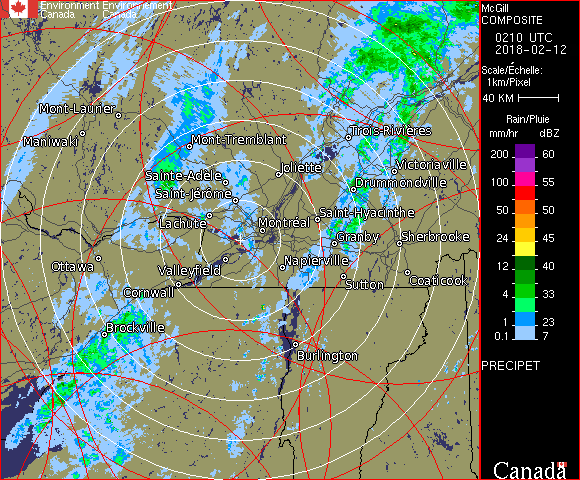 Environment Environnement
Canada Canada
McGill
COMPOSITE
0210 UTC
2018-02-12
Scale/Échelle:
1km/Pixel
40 KM
Rain/Pluie
mm/hr dBZ
200 60
100 55
50 50
24 45
12 40
4 33
1 23
0.1 7
PRECIPET
Canada
Mont-Laurier
Maniwaki
Mont-Tremblant
Trois-Rivières
Joliette
Victoriaville
Sainte-Adèle
Drummondville
Saint-Jérome
Lachute
Saint-Hyacinthe
Montréal
Granby
Sherbrooke
Ottawa
Valleyfield
Napierville
Coaticook
Cornwall
Sutton
Brockville
Burlington